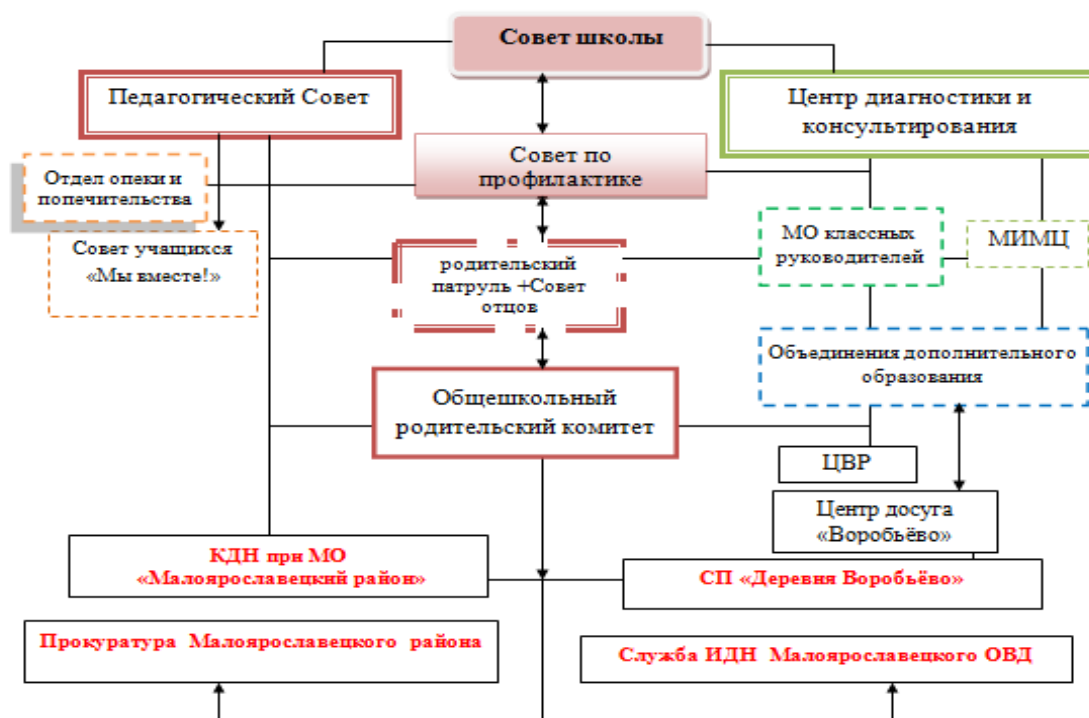 Совет школы
Педагогический Совет
Центр диагностики и
консультирования
Совет по
профилактике
Отдел опеки и
попечительства
Совет учащихся
«Мы вместе!»
родительский
патруль +Совет
отцов
МО классных
руководителей
МИМЦ
Объединения дополнительного
образования
Общешкольный
родительский комитет
ЦВР
Центр досуга
«Воробьёво»
КДН при МО
«Малоярославецкий район»
СП «Деревня Воробьёво»
Прокуратура Малоярославецкого района
Служба ИДН Малоярославецкого ОВД